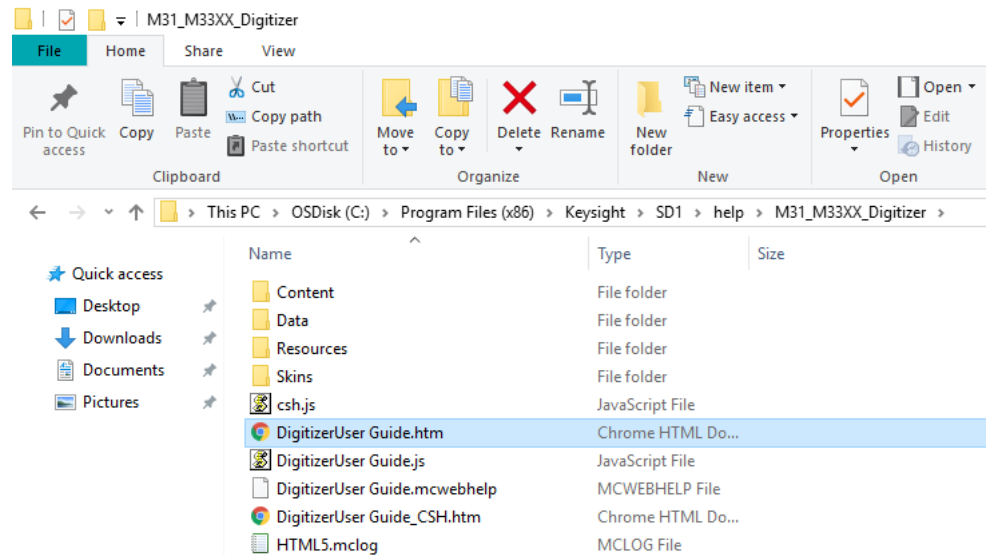 M31_M33XX_Digitizer
File Home Share View
Pin to Quick access
Copy
Paste
Cut
Copy path
Paste shortcut
Clipboard
Move to
Copy to
Delete
Rename
Organize
New folder
New item
Easy access
New
Properties
Open
Edit
History
Open
This PC > OSDisk (C:) > Program Files (x86) > Keysight > SD1 > help > M31_M33XX_Digitizer >
Quick access
Desktop
Downloads
Documents
Pictures
Name Type Size
Content File folder
Data File folder
Resources File folder
Skins File folder
csh.js JavaScript File
DigitizerUser Guide.htm Chrome HTML Do...
DigitizerUser Guide.js JavaScript File
DigitizerUser Guide.mcwebhelp MCWEBHELP File
DigitizerUser Guide_CSH.htm Chrome HTML Do...
HTML5.mclog MCLOG File